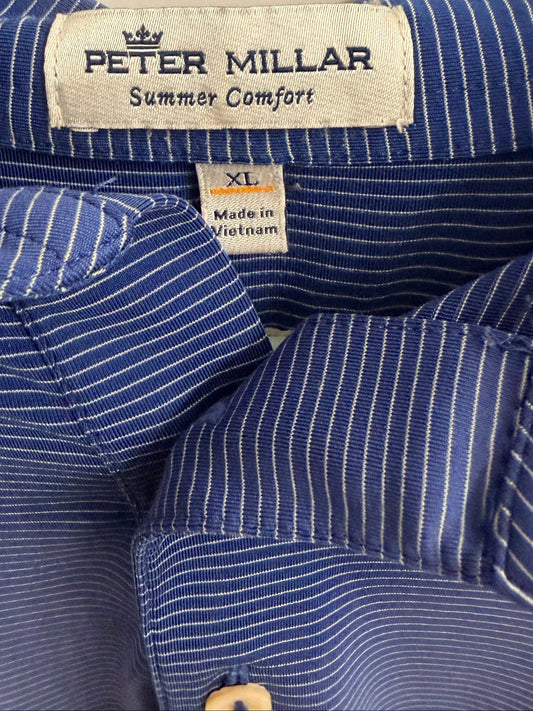 PETER MILLAR
Summer Comfort
XL
Made in
Vietnam